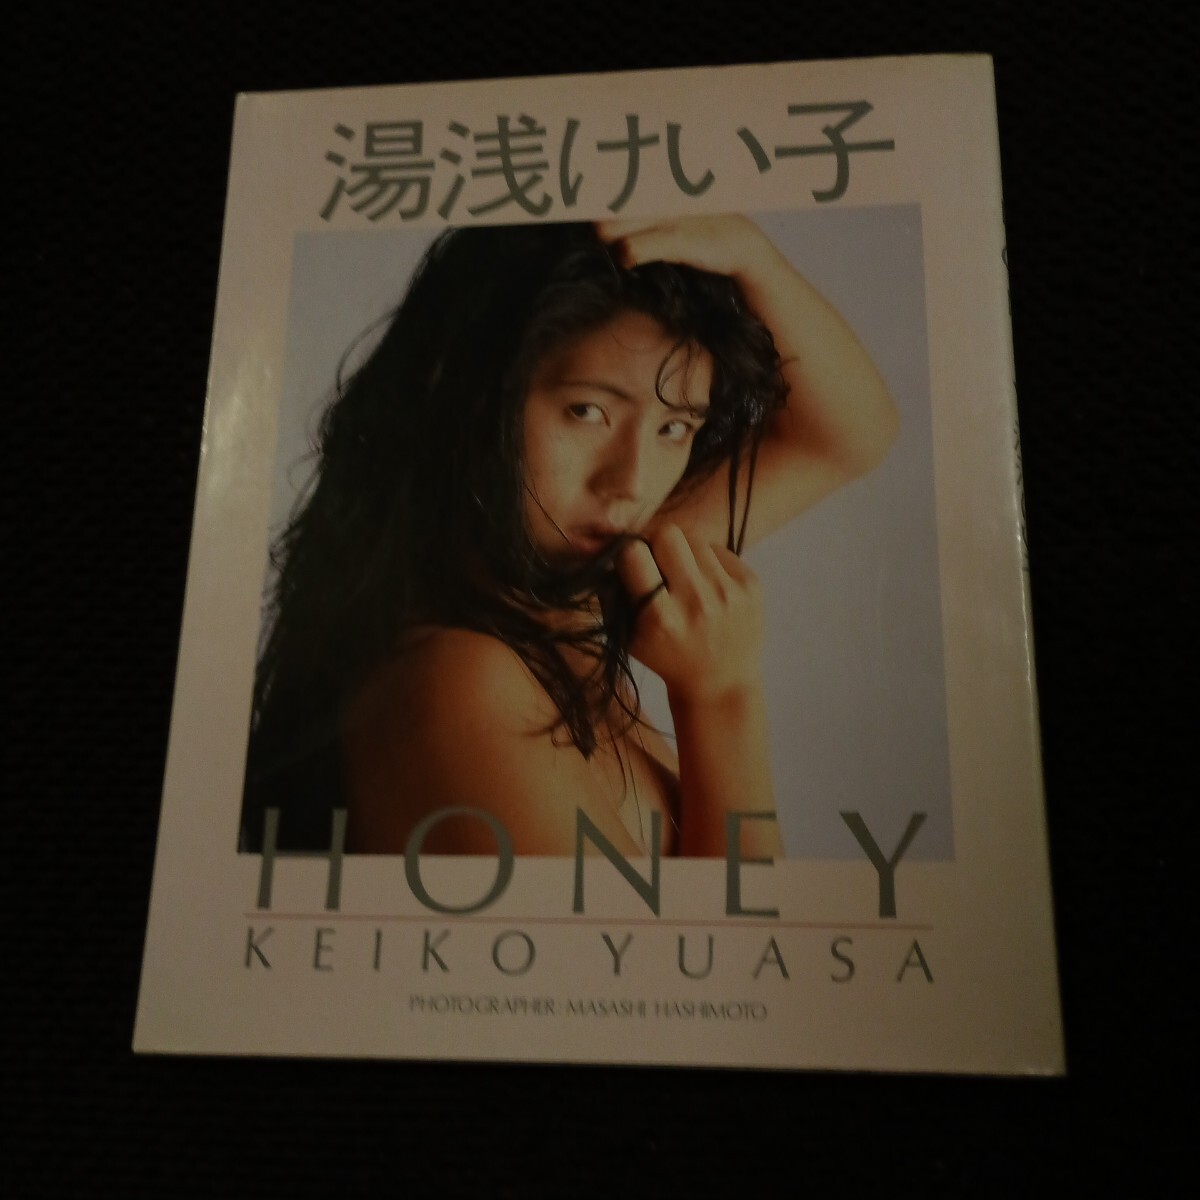 湯浅けい子
HONEY
KEIKO YUASA
PHOTOGRAPHER: MASASHI HASHIMOTO